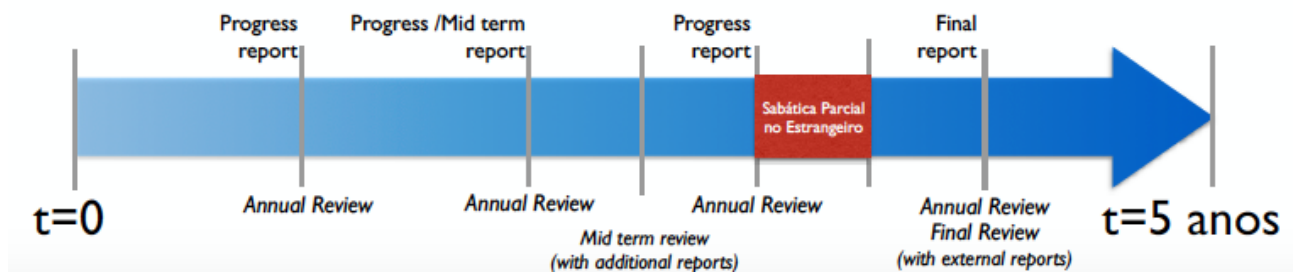 Progress
report
Progress /Mid term
report
Progress
report
Final
report
Sabática Parcial
no Estrangeiro
t=0
Annual Review
Annual Review
Mid term review
(with additional reports)
Annual Review
Annual Review
Final Review
(with external reports)
t=5 anos